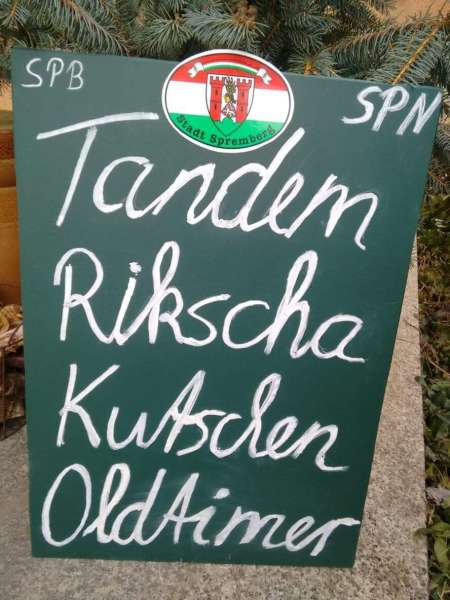 SPB
Stadt Spremberg
SPN
Tandem
Rikscha
Kutschen
Oldtimer